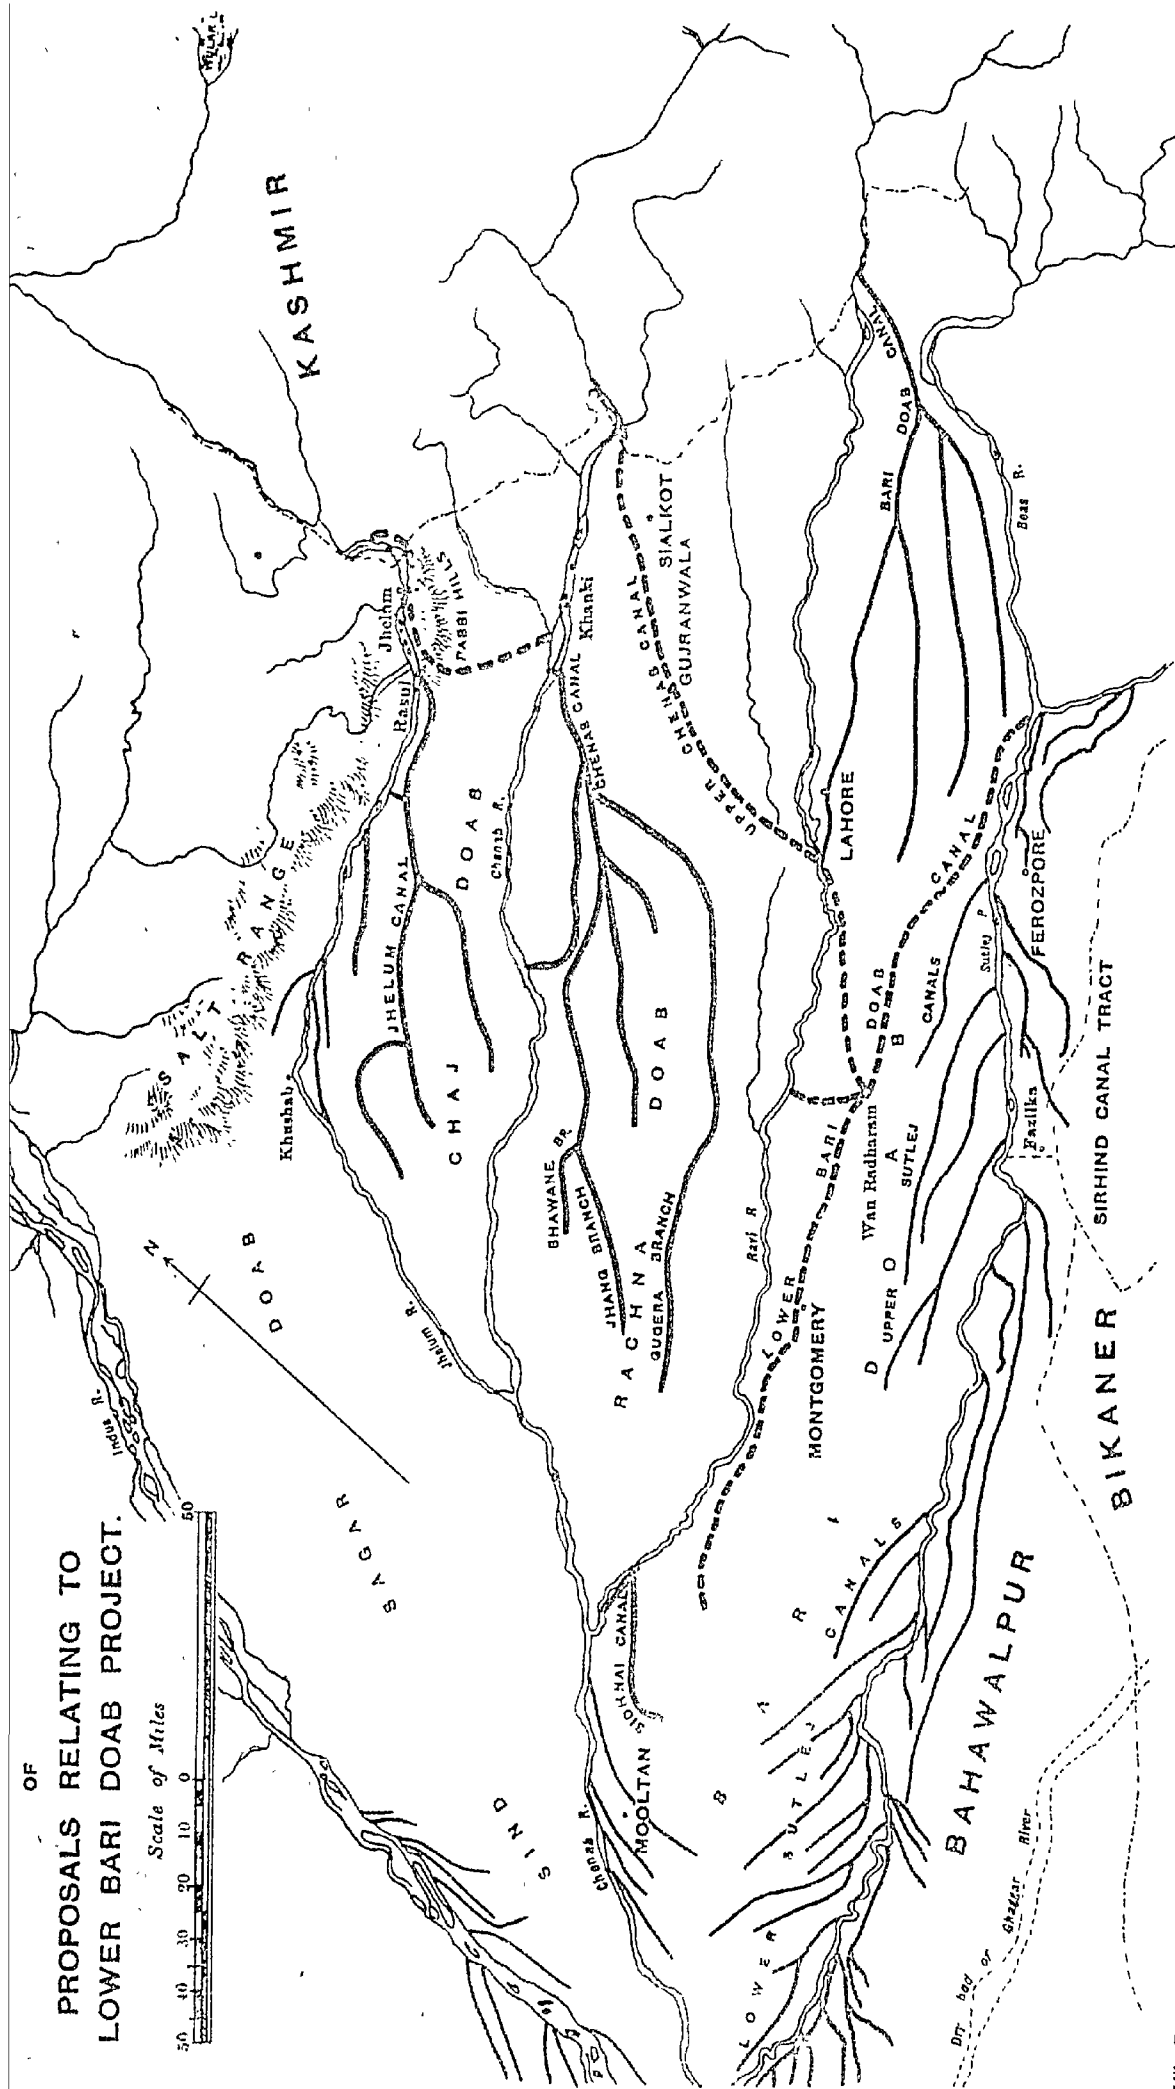 OF
PROPOSALS RELATING TO
LOWER BARI DOAB PROJECT.
Scale of Miles
50 40 30 20 10 0 50
WULAR L.
KASHMIR
Jhelum
PABBI HILLS
Rasul
SALT RANGE
Khushab
JHELUM CANAL
CHAJ DOAB
Chenab R.
Khanki
CHENAB CANAL
UPPER CHENAB CANAL
SIALKOT
GUJRANWALA
BARI DOAB CANAL
Beas R.
LAHORE
FEROZPORE
Sutlej R
Fazilka
SIRHIND CANAL TRACT
BIKANER
BHAWANE BR.
JHANG BRANCH
GUGERA BRANCH
RACHNA DOAB
Ravi R
LOWER BARI DOAB CANAL
Wan Radharam
MONTGOMERY
UPPER SUTLEJ CANALS
BARI DOAB
N
Indus R.
Jhelum R.
SIND SAGAR DOAB
SIDHNAI CANAL
MOOLTAN
Chenab R.
LOWER SUTLEJ CANALS
BAHAWALPUR
Dry bed or Ghaggar River